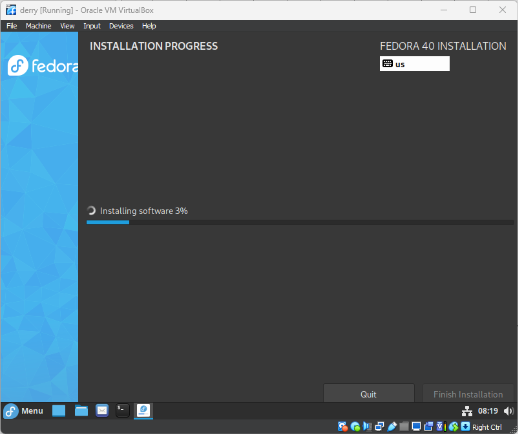 derry [Running] - Oracle VM VirtualBox
File Machine View Input Devices Help
fedora
INSTALLATION PROGRESS
FEDORA 40 INSTALLATION
us
Installing software 3%
Quit
Finish Installation
Menu
08:19
Right Ctrl